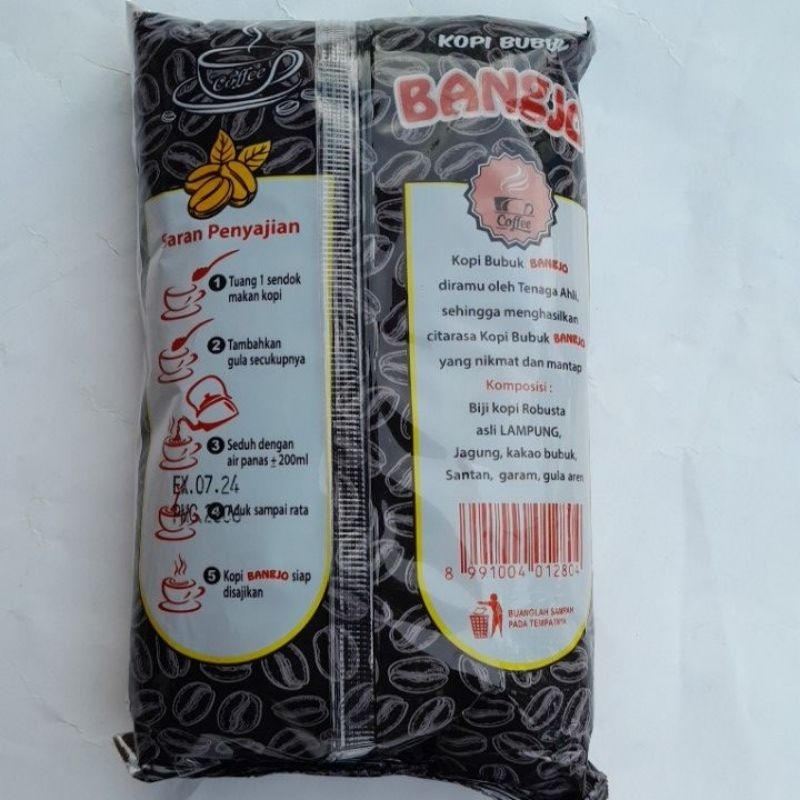 Coffee
Saran Penyajian
1 Tuang 1 sendok
makan kopi
2 Tambahkan
gula secukupnya
3 Seduh dengan
air panas ± 200ml
EX.07.24
4 Aduk sampai rata
5 Kopi BANEJO siap
disajikan
KOPI BUBUK
BANEJO
Coffee
Kopi Bubuk BANEJO
diramu oleh Tenaga Ahli,
sehingga menghasilkan
citarasa Kopi Bubuk BANEJO
yang nikmat dan mantap
Komposisi :
Biji kopi Robusta
asli LAMPUNG,
Jagung, kakao bubuk,
Santan, garam, gula aren
8 991004 012804
BUANGLAH SAMPAH
PADA TEMPATNYA